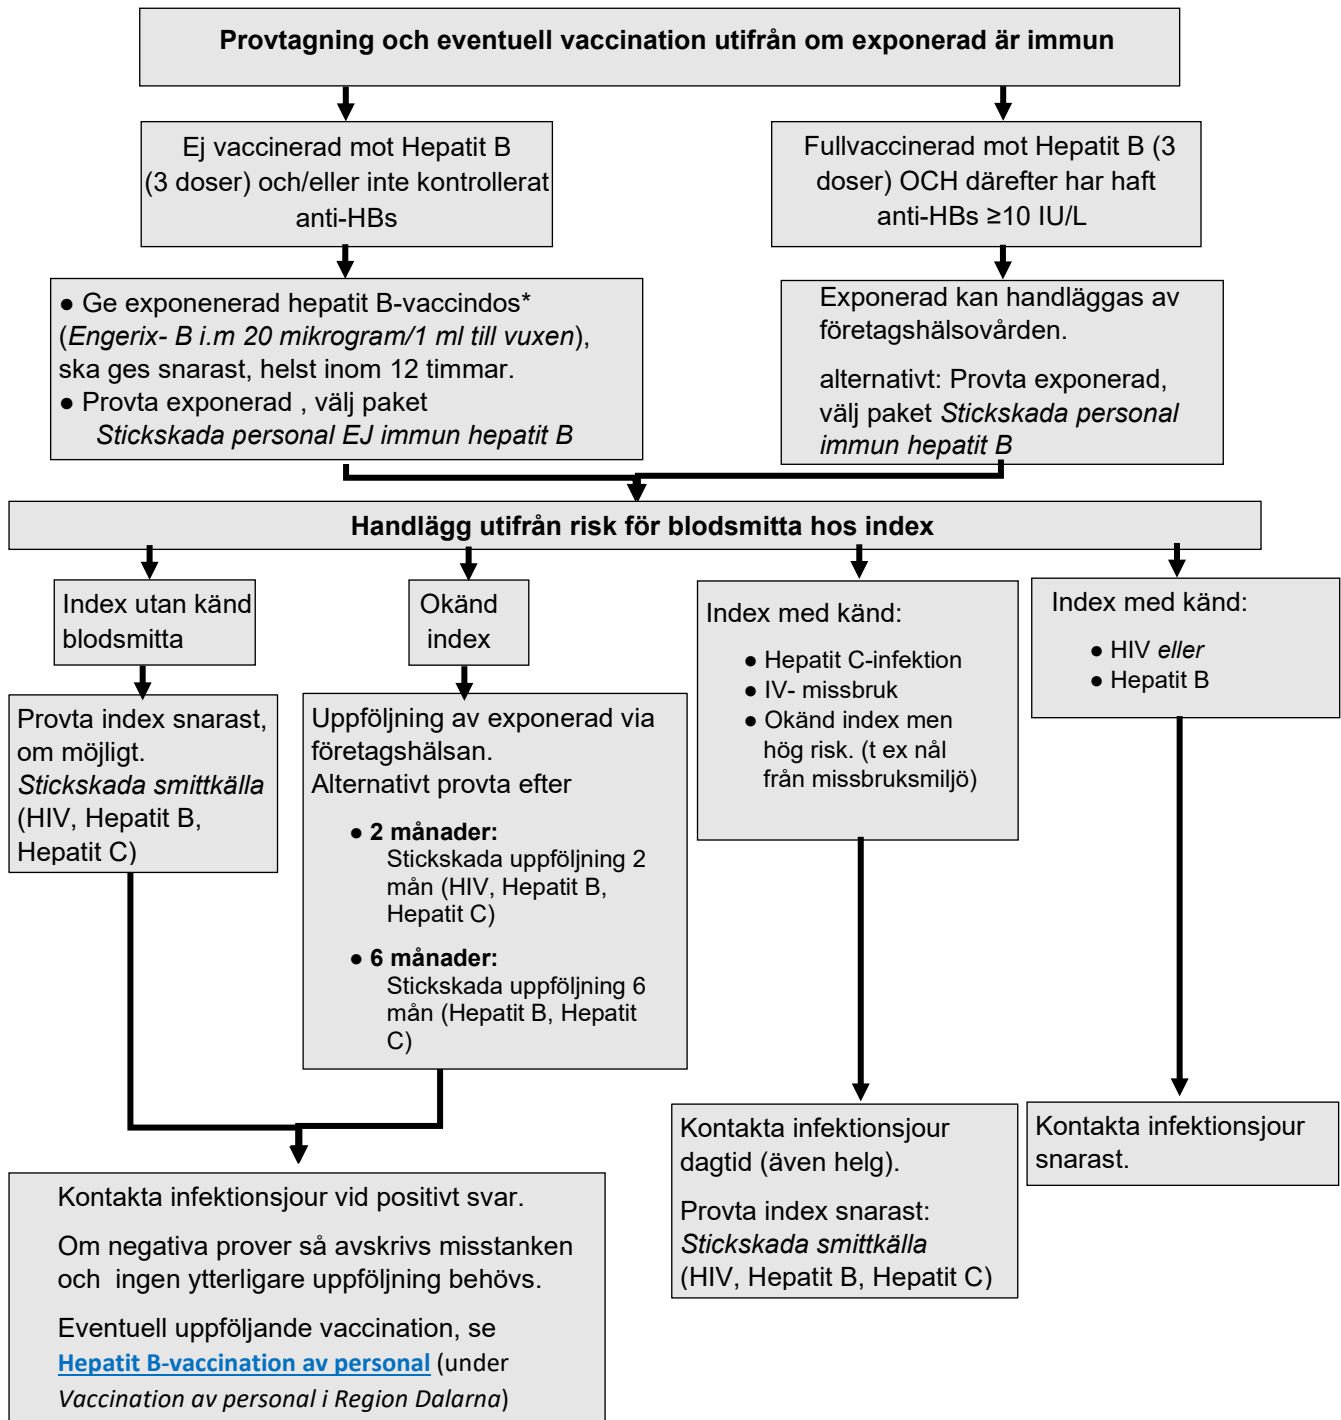 Provtagning och eventuell vaccination utifrån om exponerad är immun
Ej vaccinerad mot Hepatit B
(3 doser) och/eller inte kontrollerat
anti-HBs
Fullvaccinerad mot Hepatit B (3
doser) OCH därefter har haft
anti-HBs ≥10 IU/L
● Ge exponenerad hepatit B-vaccindos*
(Engerix- B i.m 20 mikrogram/1 ml till vuxen),
ska ges snarast, helst inom 12 timmar.
● Provta exponerad , välj paket
Stickskada personal EJ immun hepatit B
Exponerad kan handläggas av
företagshälsovården.
alternativt: Provta exponerad,
välj paket Stickskada personal
immun hepatit B
Handlägg utifrån risk för blodsmitta hos index
Index utan känd
blodsmitta
Okänd
index
Index med känd:
● Hepatit C-infektion
● IV- missbruk
● Okänd index men
hög risk. (t ex nål
från missbruksmiljö)
Index med känd:
● HIV eller
● Hepatit B
Provta index snarast,
om möjligt.
Stickskada smittkälla
(HIV, Hepatit B,
Hepatit C)
Uppföljning av exponerad via
företagshälsan.
Alternativt provta efter
● 2 månader:
Stickskada uppföljning 2
mån (HIV, Hepatit B,
Hepatit C)
● 6 månader:
Stickskada uppföljning 6
mån (Hepatit B, Hepatit
C)
Kontakta infektionsjour
dagtid (även helg).
Provta index snarast:
Stickskada smittkälla
(HIV, Hepatit B, Hepatit C)
Kontakta infektionsjour
snarast.
Kontakta infektionsjour vid positivt svar.
Om negativa prover så avskrivs misstanken
och ingen ytterligare uppföljning behövs.
Eventuell uppföljande vaccination, se
Hepatit B-vaccination av personal (under
Vaccination av personal i Region Dalarna)